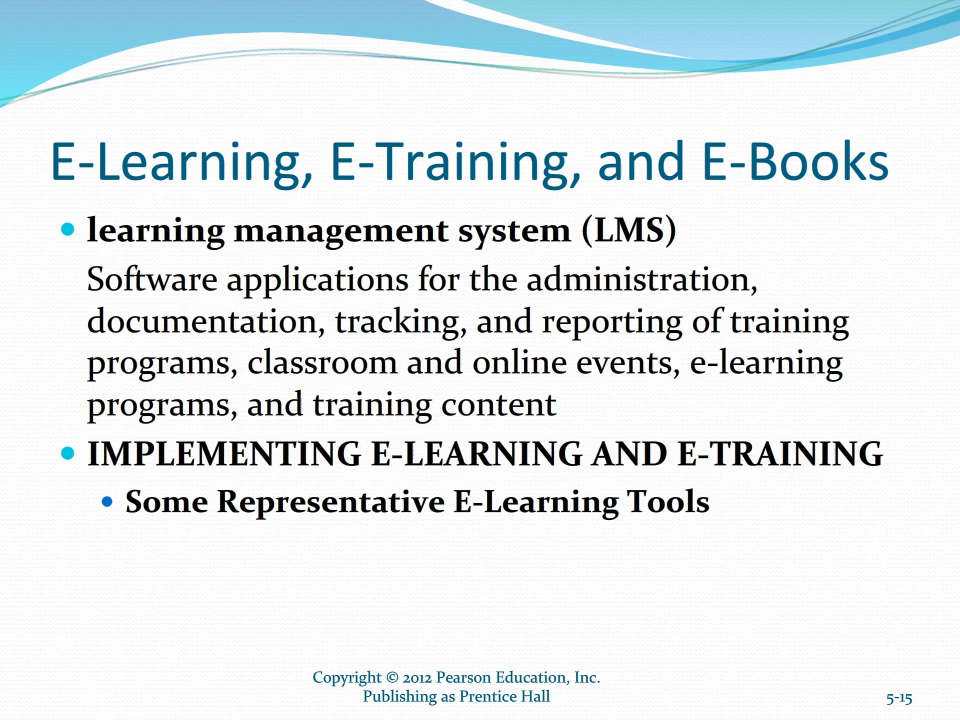 E-Learning, E-Training, and E-Books
• learning management system (LMS)
Software applications for the administration,
documentation, tracking, and reporting of training
programs, classroom and online events, e-learning
programs, and training content
• IMPLEMENTING E-LEARNING AND E-TRAINING
• Some Representative E-Learning Tools
Copyright © 2012 Pearson Education, Inc.
Publishing as Prentice Hall
5-15